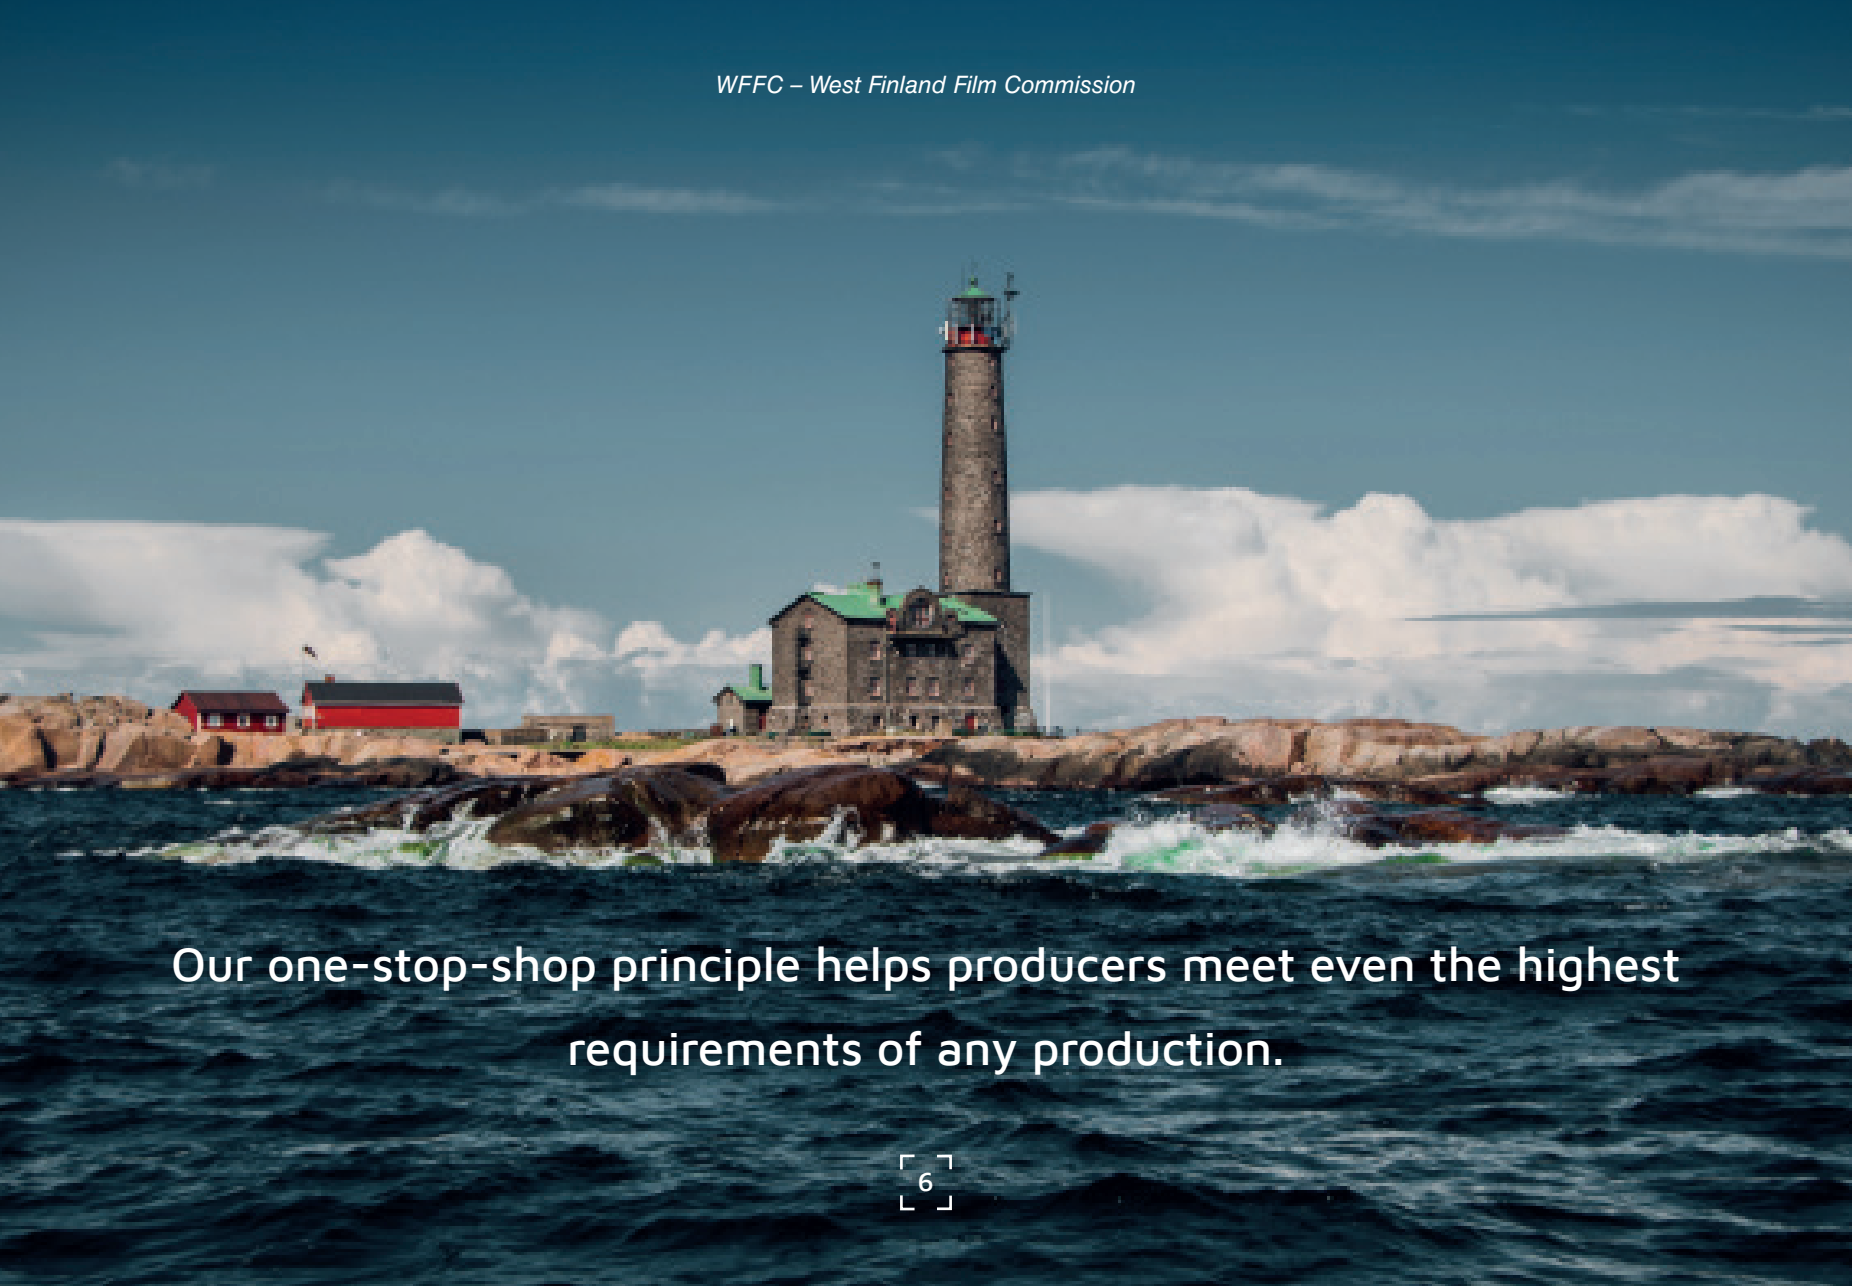 WFFC – West Finland Film Commission
Our one-stop-shop principle helps producers meet even the highest
requirements of any production.
6